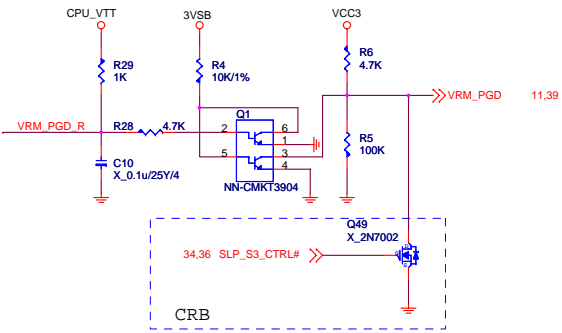 CPU_VTT
3VSB
VCC3
R29
1K
R4
10K/1%
R6
4.7K
Q1
VRM_PGD 11,39
VRM_PGD_R
R28
4.7K
2
6
1
5
3
4
R5
100K
C10
X_0.1u/25Y/4
NN-CMKT3904
Q49
X_2N7002
34,36 SLP_S3_CTRL#
CRB